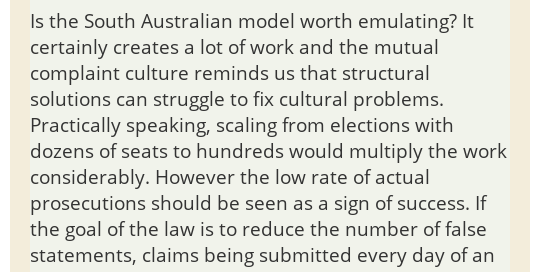 Is the South Australian model worth emulating? It
certainly creates a lot of work and the mutual
complaint culture reminds us that structural
solutions can struggle to fix cultural problems.
Practically speaking, scaling from elections with
dozens of seats to hundreds would multiply the work
considerably. However the low rate of actual
prosecutions should be seen as a sign of success. If
the goal of the law is to reduce the number of false
statements, claims being submitted every day of an